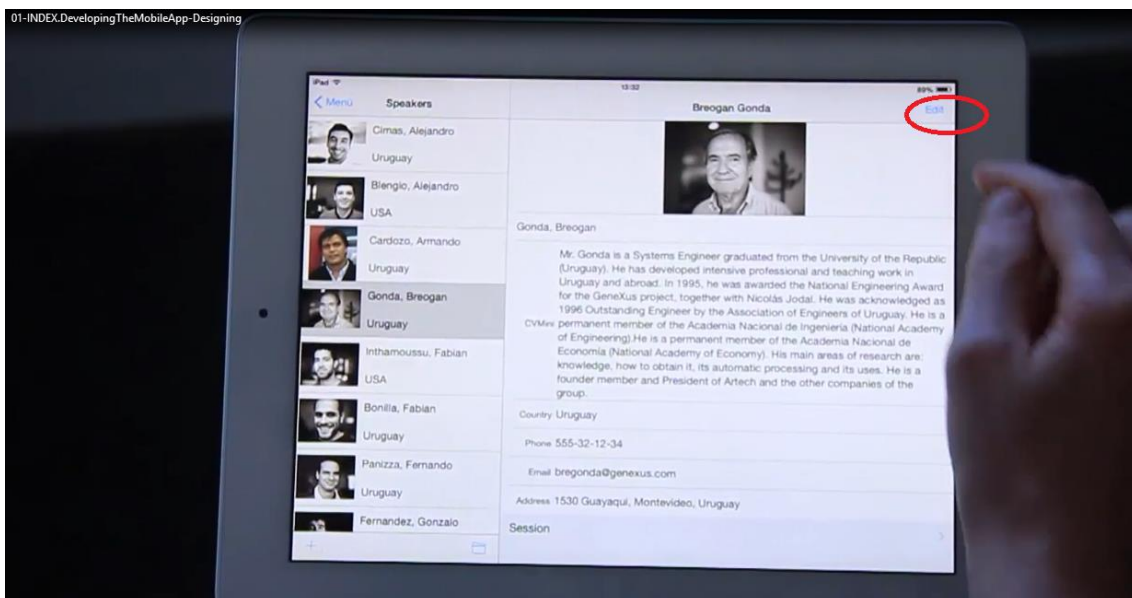 01-INDEX.DevelopingTheMobileApp-Designing
iPad
13:32
89%
Menú
Speakers
Breogan Gonda
Edit
Cimas, Alejandro
Uruguay
Blengio, Alejandro
USA
Cardozo, Armando
Uruguay
Gonda, Breogan
Uruguay
Inthamoussu, Fabian
USA
Bonilla, Fabian
Uruguay
Panizza, Fernando
Uruguay
Fernandez, Gonzalo
+
Gonda, Breogan
Mr. Gonda is a Systems Engineer graduated from the University of the Republic
(Uruguay). He has developed intensive professional and teaching work in
Uruguay and abroad. In 1995, he was awarded the National Engineering Award
for the GeneXus project, together with Nicolás Jodal. He was acknowledged as
1996 Outstanding Engineer by the Association of Engineers of Uruguay. He is a
CVMini permanent member of the Academia Nacional de Ingeniería (National Academy
of Engineering).He is a permanent member of the Academia Nacional de
Economía (National Academy of Economy). His main areas of research are:
knowledge, how to obtain it, its automatic processing and its uses. He is a
founder member and President of Artech and the other companies of the
group.
Country Uruguay
Phone 555-32-12-34
Email bregonda@genexus.com
Address 1530 Guayaqui, Montevideo, Uruguay
Session